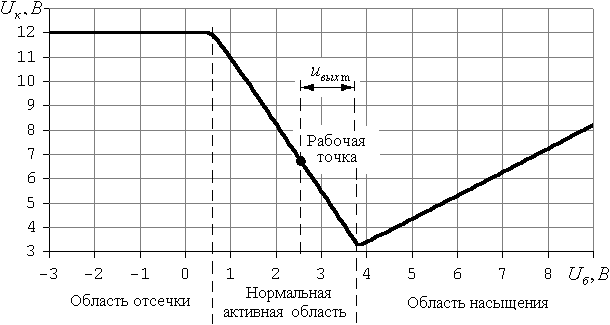 Uк, В
12
11
10
9
8
7
6
5
4
3
uвых m
Рабочая
точка
-3 -2 -1 0 1 2 3 4 5 6 7 8 Uб, В
Область отсечки
Нормальная
активная область
Область насыщения